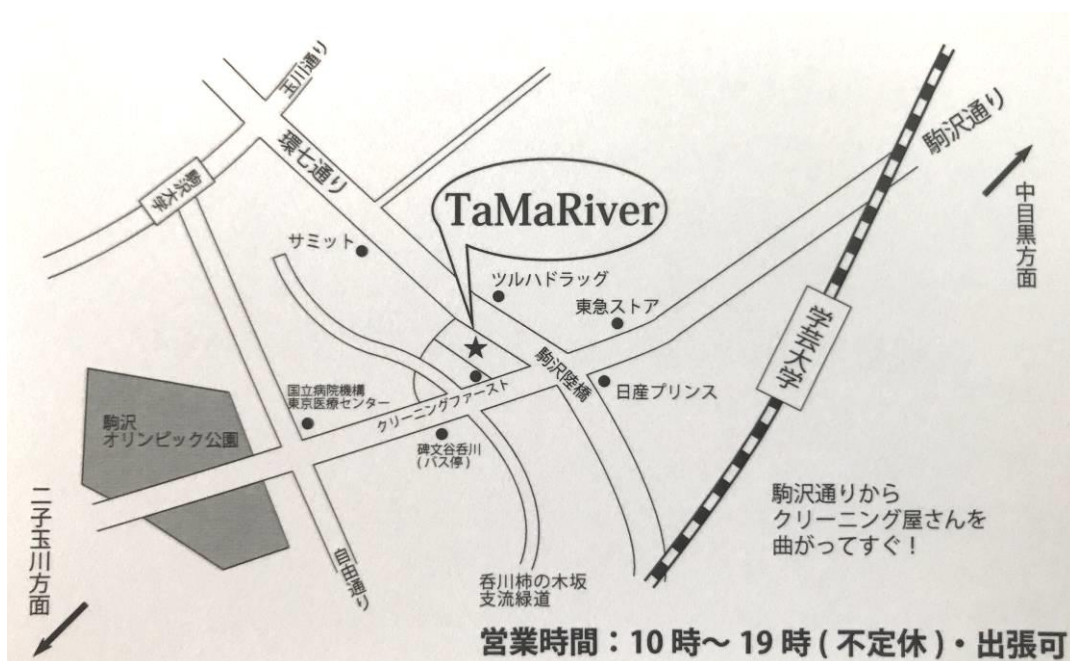 玉川通り
環七通り
駒沢大学
駒沢通り
中目黒方面
TaMaRiver
サミット
ツルハドラッグ
東急ストア
学芸大学
駒沢陸橋
日産プリンス
国立病院機構
東京医療センター
クリーニングファースト
駒沢
オリンピック公園
碑文谷呑川
(バス停)
二子玉川方面
自由通り
呑川柿の木坂
支流緑道
駒沢通りから
クリーニング屋さんを
曲がってすぐ！
営業時間：10時〜19時(不定休)・出張可